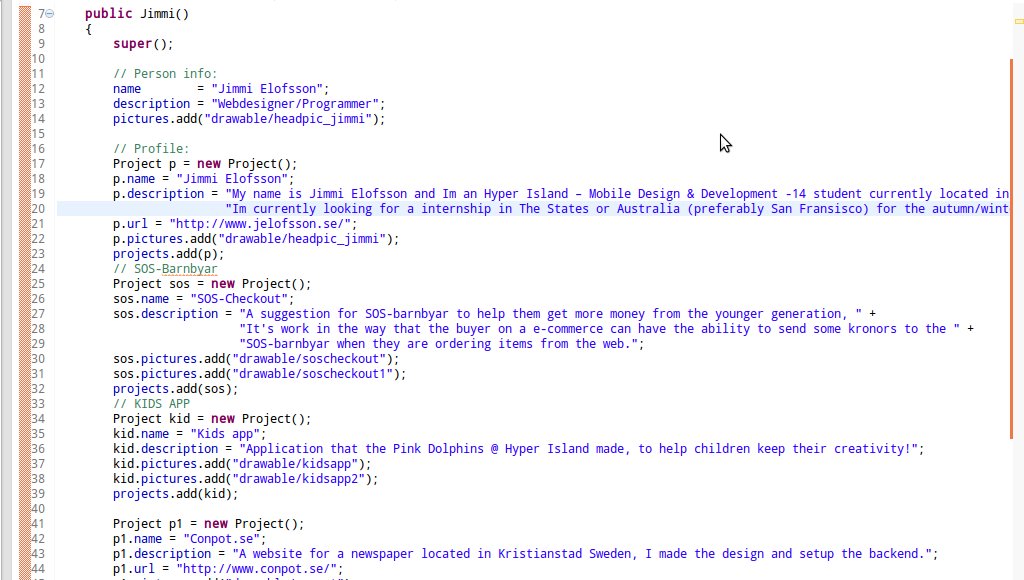 7 public Jimmi()
8 {
9 super();
10
11 // Person info:
12 name = "Jimmi Elofsson";
13 description = "Webdesigner/Programmer";
14 pictures.add("drawable/headpic_jimmi");
15
16 // Profile:
17 Project p = new Project();
18 p.name = "Jimmi Elofsson";
19 p.description = "My name is Jimmi Elofsson and Im an Hyper Island – Mobile Design & Development -14 student currently located in
20 "Im currently looking for a internship in The States or Australia (preferably San Fransisco) for the autumn/wint
21 p.url = "http://www.jelofsson.se/";
22 p.pictures.add("drawable/headpic_jimmi");
23 projects.add(p);
24 // SOS-Barnbyar
25 Project sos = new Project();
26 sos.name = "SOS-Checkout";
27 sos.description = "A suggestion for SOS-barnbyar to help them get more money from the younger generation, " +
28 "It's work in the way that the buyer on a e-commerce can have the ability to send some kronors to the " +
29 "SOS-barnbyar when they are ordering items from the web.";
30 sos.pictures.add("drawable/soscheckout");
31 sos.pictures.add("drawable/soscheckout1");
32 projects.add(sos);
33 // KIDS APP
34 Project kid = new Project();
35 kid.name = "Kids app";
36 kid.description = "Application that the Pink Dolphins @ Hyper Island made, to help children keep their creativity!";
37 kid.pictures.add("drawable/kidsapp");
38 kid.pictures.add("drawable/kidsapp2");
39 projects.add(kid);
40
41 Project p1 = new Project();
42 p1.name = "Conpot.se";
43 p1.description = "A website for a newspaper located in Kristianstad Sweden, I made the design and setup the backend.";
44 p1.url = "http://www.conpot.se/";